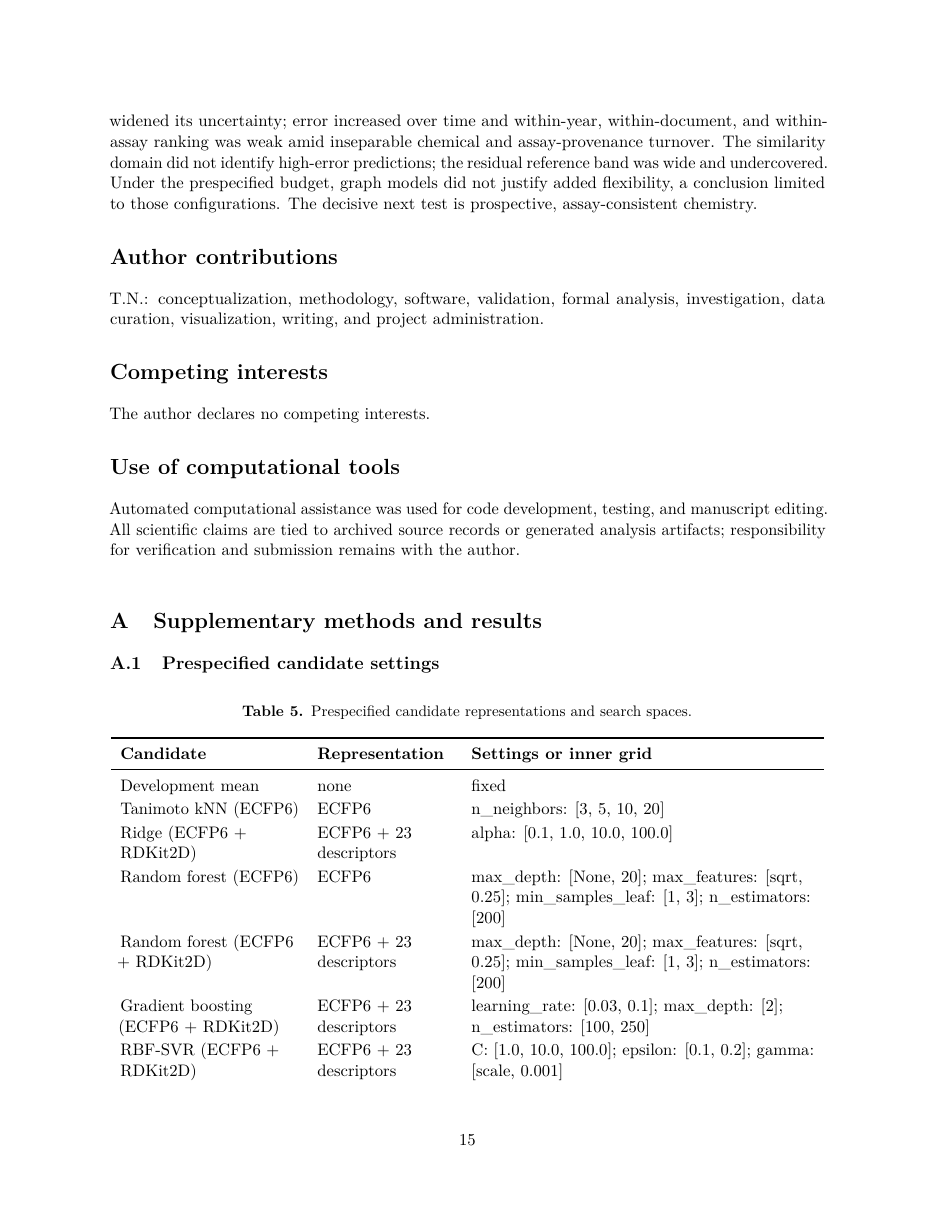 widened its uncertainty; error increased over time and within-year, within-document, and within-
assay ranking was weak amid inseparable chemical and assay-provenance turnover. The similarity
domain did not identify high-error predictions; the residual reference band was wide and undercovered.
Under the prespecified budget, graph models did not justify added flexibility, a conclusion limited
to those configurations. The decisive next test is prospective, assay-consistent chemistry.
Author contributions
T.N.: conceptualization, methodology, software, validation, formal analysis, investigation, data
curation, visualization, writing, and project administration.
Competing interests
The author declares no competing interests.
Use of computational tools
Automated computational assistance was used for code development, testing, and manuscript editing.
All scientific claims are tied to archived source records or generated analysis artifacts; responsibility
for verification and submission remains with the author.
A Supplementary methods and results
A.1 Prespecified candidate settings
Table 5. Prespecified candidate representations and search spaces.
Candidate Representation Settings or inner grid
Development mean none fixed
Tanimoto kNN (ECFP6) ECFP6 n_neighbors: [3, 5, 10, 20]
Ridge (ECFP6 + ECFP6 + 23 alpha: [0.1, 1.0, 10.0, 100.0]
RDKit2D) descriptors
Random forest (ECFP6) ECFP6 max_depth: [None, 20]; max_features: [sqrt,
0.25]; min_samples_leaf: [1, 3]; n_estimators:
[200]
Random forest (ECFP6 ECFP6 + 23 max_depth: [None, 20]; max_features: [sqrt,
+ RDKit2D) descriptors 0.25]; min_samples_leaf: [1, 3]; n_estimators:
[200]
Gradient boosting ECFP6 + 23 learning_rate: [0.03, 0.1]; max_depth: [2];
(ECFP6 + RDKit2D) descriptors n_estimators: [100, 250]
RBF-SVR (ECFP6 + ECFP6 + 23 C: [1.0, 10.0, 100.0]; epsilon: [0.1, 0.2]; gamma:
RDKit2D) descriptors [scale, 0.001]
15